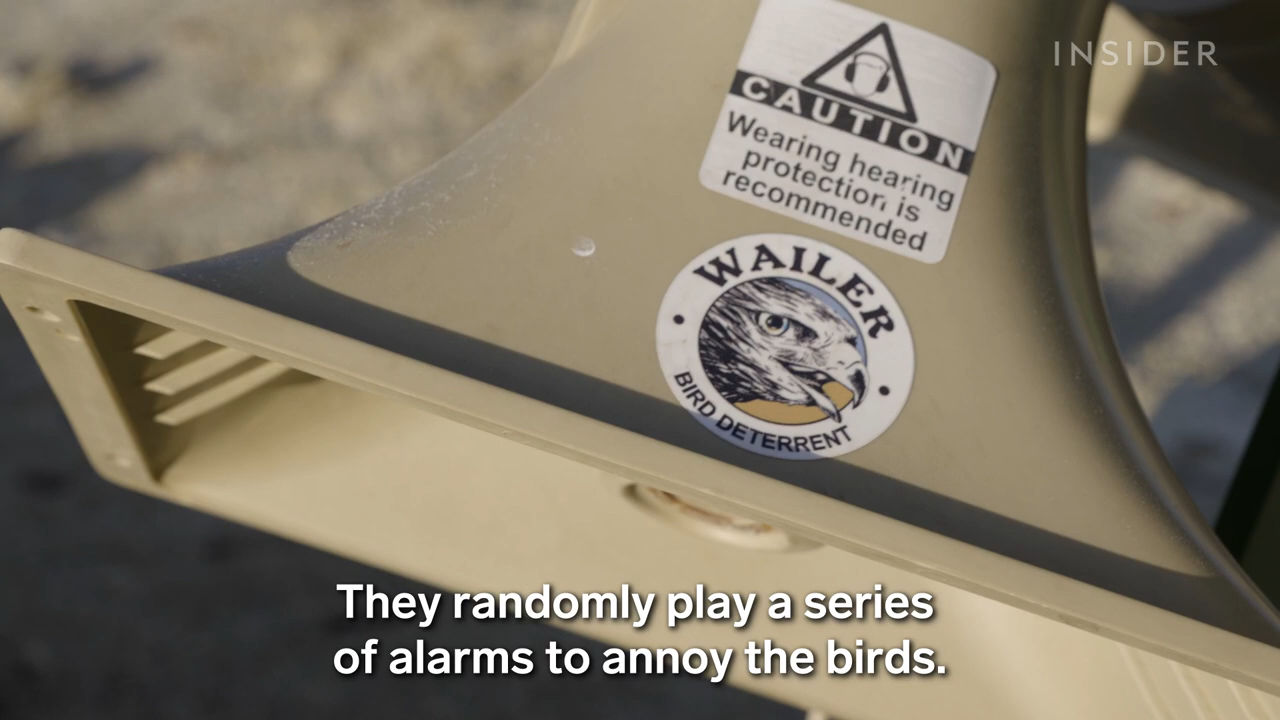 INSIDER
CAUTION
Wearing hearing
protection is
recommended
WAILER
BIRD DETERRENT
They randomly play a series
of alarms to annoy the birds.